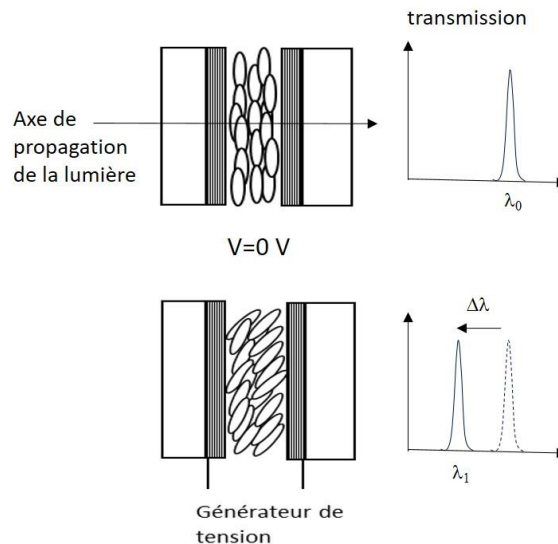 transmission
Axe de
propagation
de la lumière
λ0
V=0 V
Δλ
λ1
Générateur de
tension